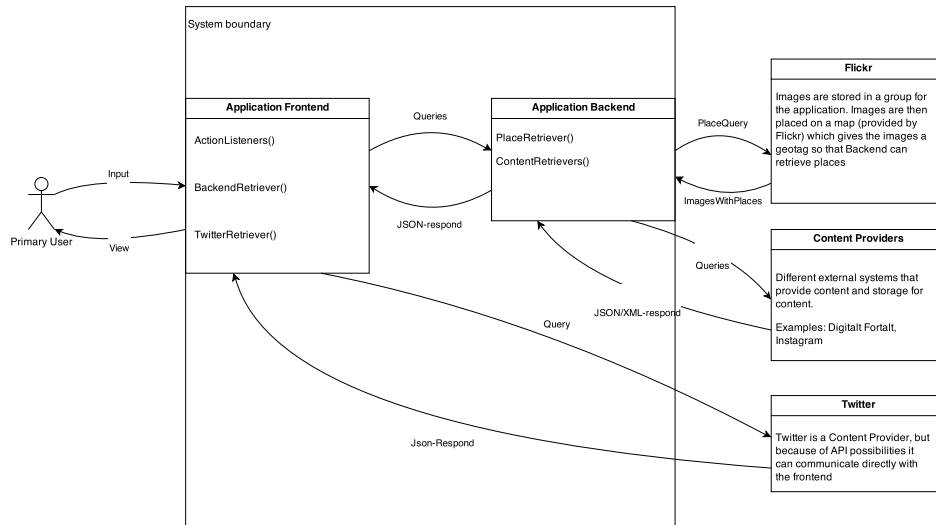 System boundary
Application Frontend
ActionListeners()
BackendRetriever()
TwitterRetriever()
Input
View
Primary User
Queries
JSON-respond
Application Backend
PlaceRetriever()
ContentRetrievers()
PlaceQuery
ImagesWithPlaces
Flickr
Images are stored in a group for
the application. Images are then
placed on a map (provided by
Flickr) which gives the images a
geotag so that Backend can
retrieve places
Queries
JSON/XML-respond
Content Providers
Different external systems that
provide content and storage for
content.
Examples: Digitalt Fortalt,
Instagram
Query
Json-Respond
Twitter
Twitter is a Content Provider, but
because of API possibilities it
can communicate directly with
the frontend